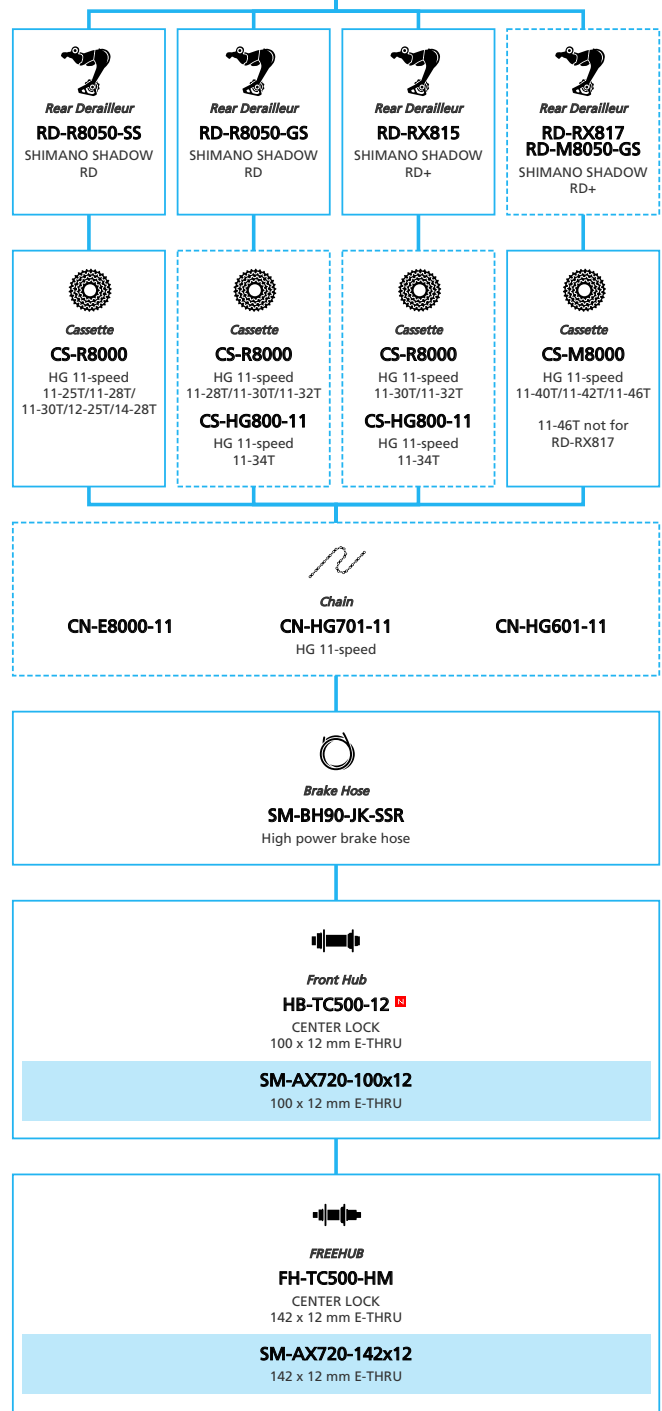 Rear Derailleur
RD-R8050-SS
SHIMANO SHADOW
RD
Rear Derailleur
RD-R8050-GS
SHIMANO SHADOW
RD
Rear Derailleur
RD-RX815
SHIMANO SHADOW
RD+
Rear Derailleur
RD-RX817
RD-M8050-GS
SHIMANO SHADOW
RD+
Cassette
CS-R8000
HG 11-speed
11-25T/11-28T/
11-30T/12-25T/14-28T
Cassette
CS-R8000
HG 11-speed
11-28T/11-30T/11-32T
CS-HG800-11
HG 11-speed
11-34T
Cassette
CS-R8000
HG 11-speed
11-30T/11-32T
CS-HG800-11
HG 11-speed
11-34T
Cassette
CS-M8000
HG 11-speed
11-40T/11-42T/11-46T
11-46T not for
RD-RX817
Chain
CN-E8000-11
CN-HG701-11
HG 11-speed
CN-HG601-11
Brake Hose
SM-BH90-JK-SSR
High power brake hose
Front Hub
HB-TC500-12 N
CENTER LOCK
100 x 12 mm E-THRU
SM-AX720-100x12
100 x 12 mm E-THRU
FREEHUB
FH-TC500-HM
CENTER LOCK
142 x 12 mm E-THRU
SM-AX720-142x12
142 x 12 mm E-THRU